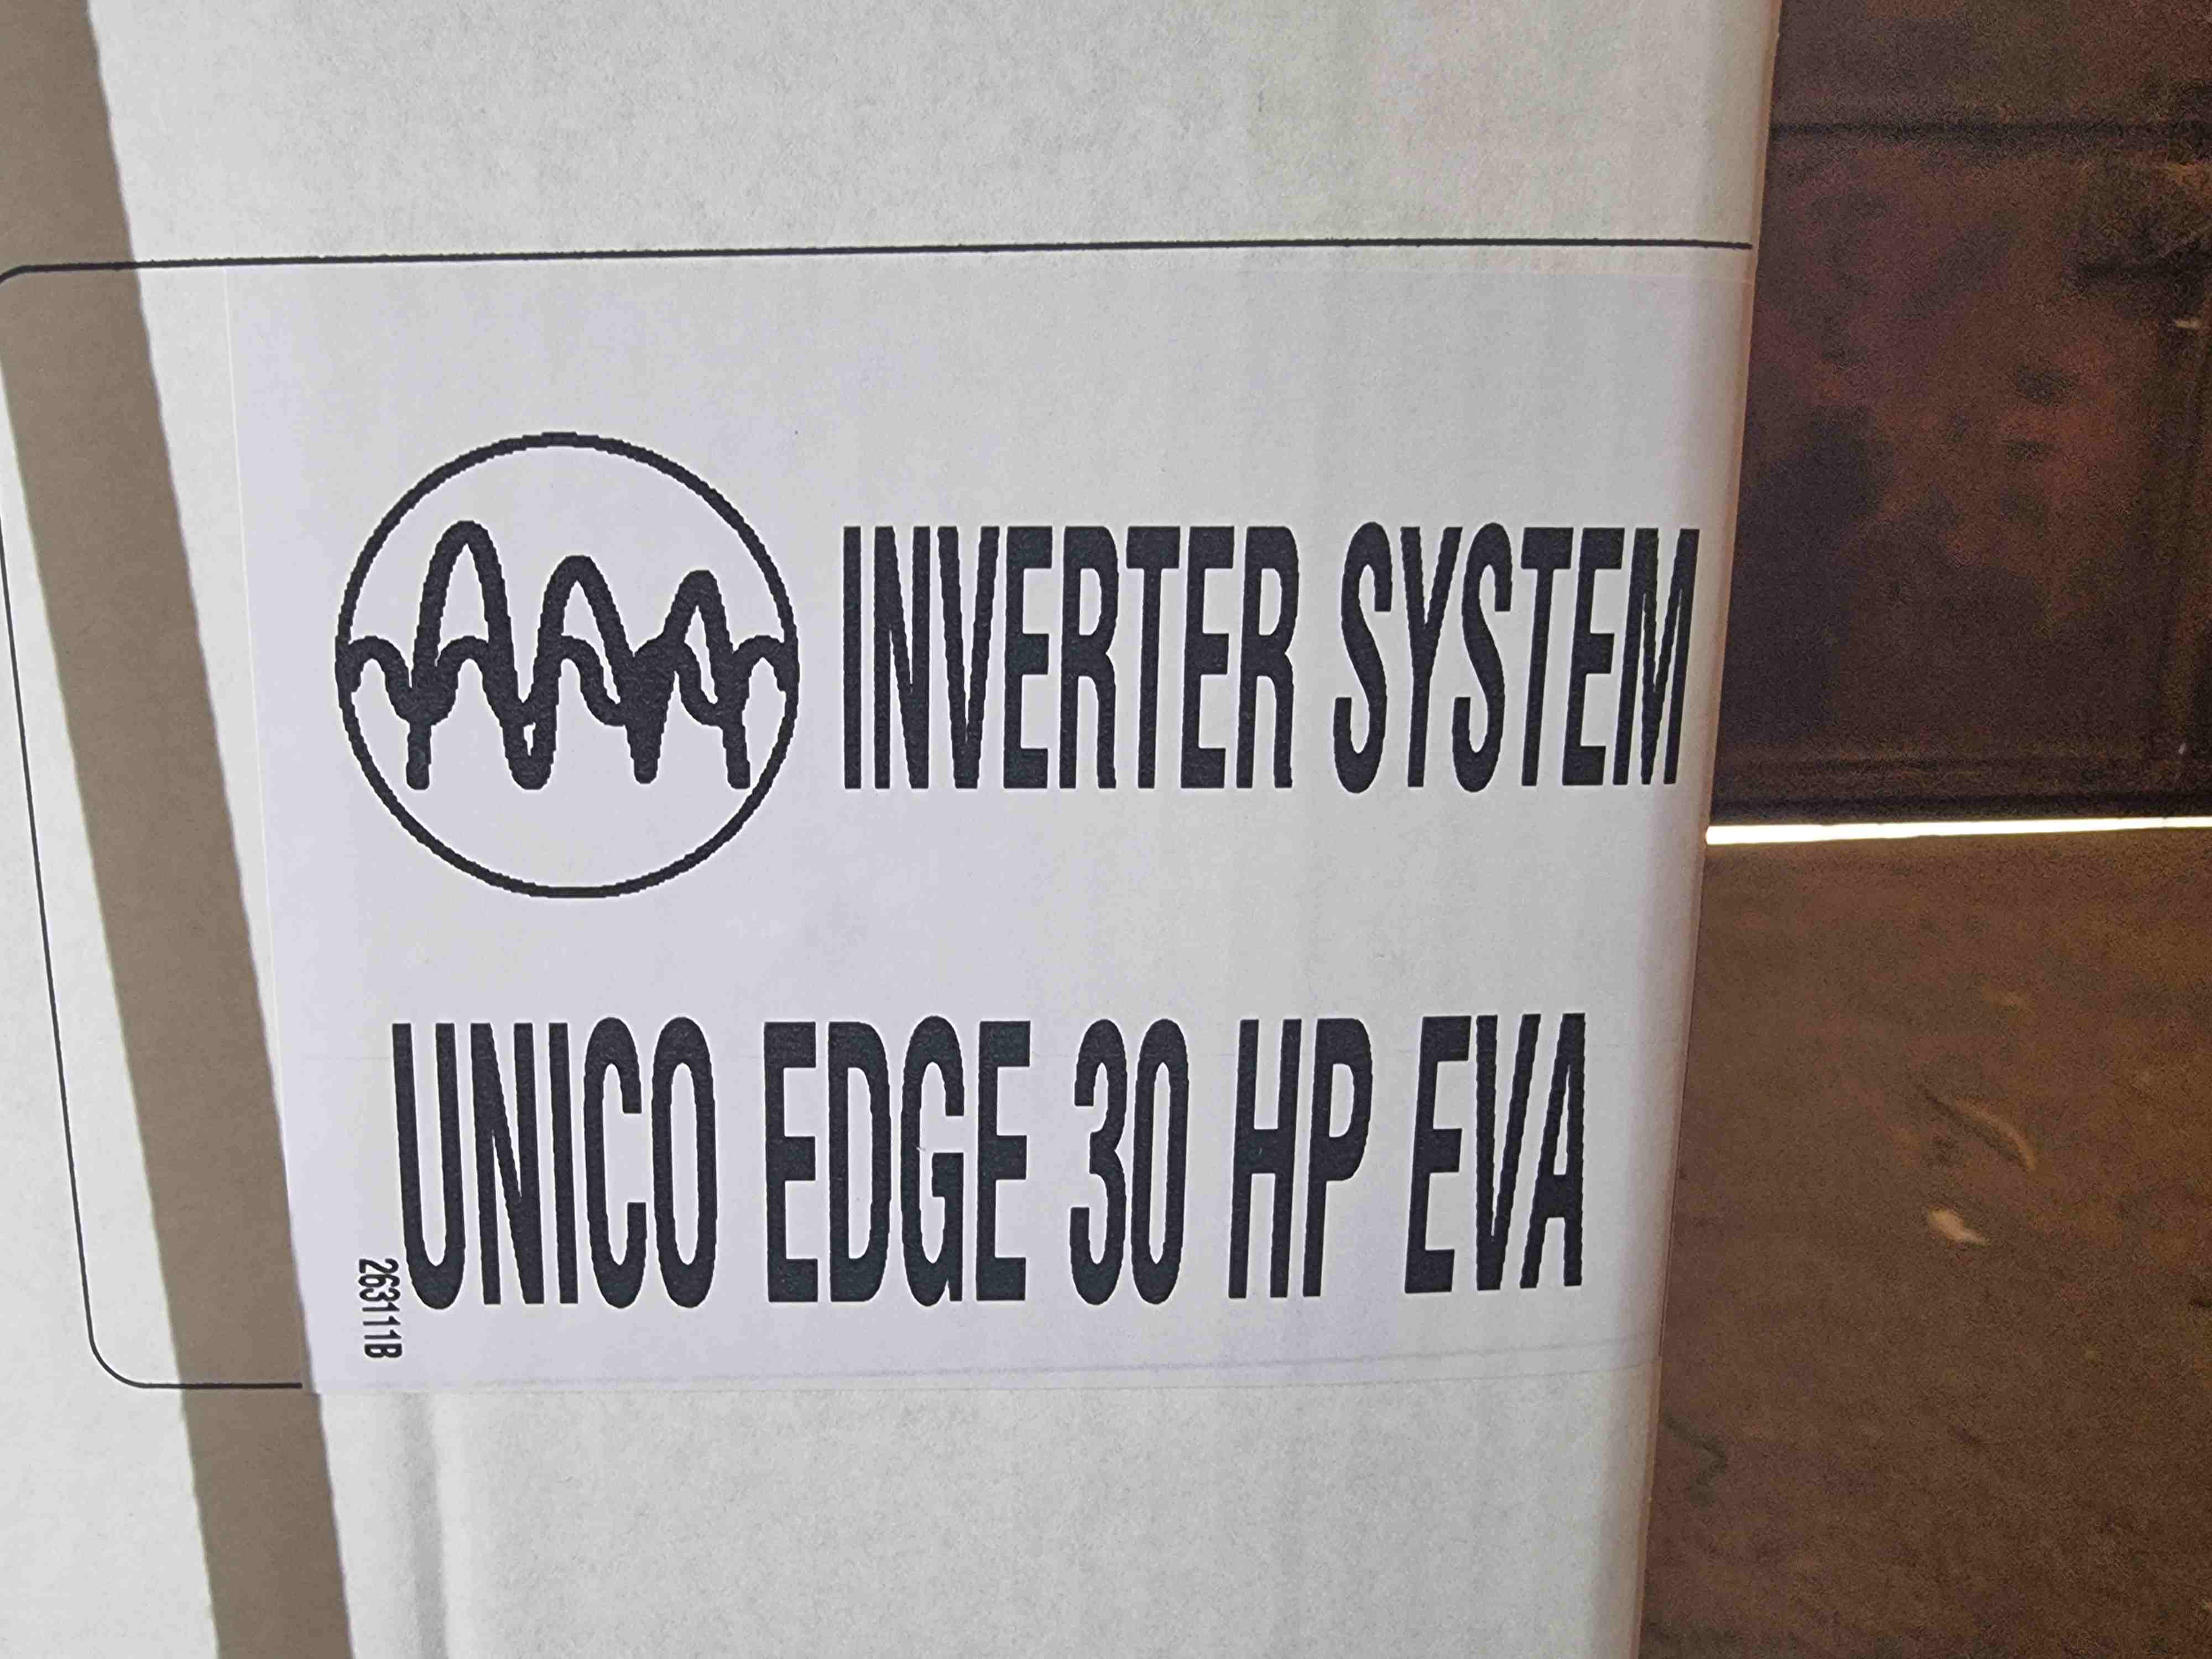 INVERTER SYSTEM
UNICO EDGE 30 HP EVA
263111B